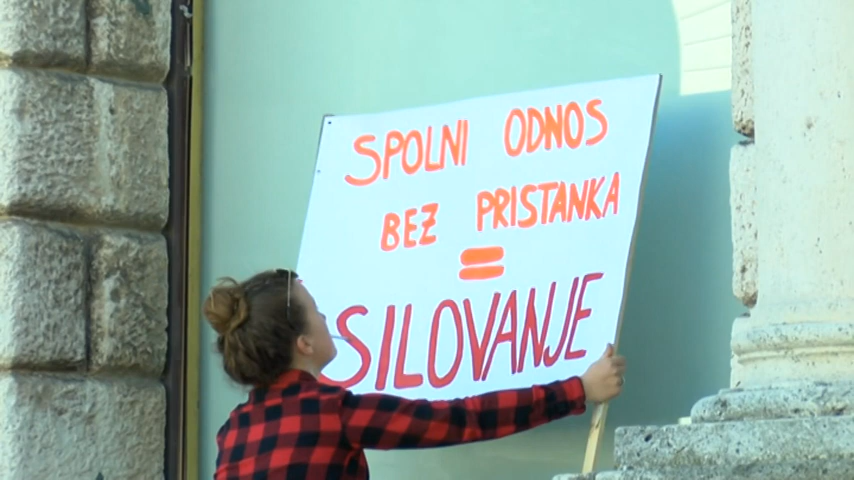 SPOLNI ODNOS
BEZ PRISTANKA
=
SILOVANJE